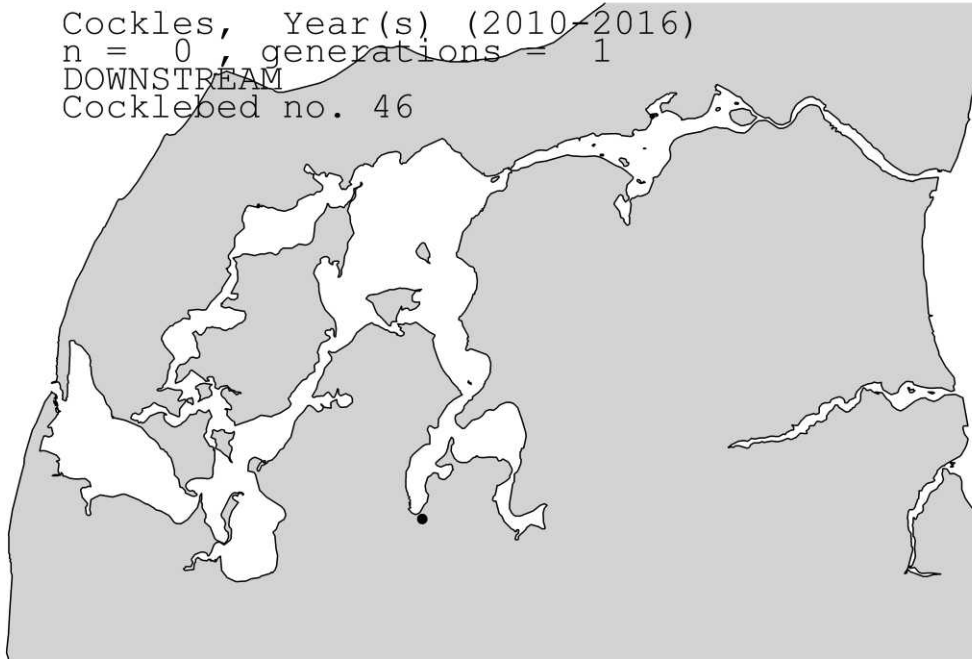 Cockles,   Year(s) (2010-2016)
n =   0 , generations =   1
DOWNSTREAM
Cocklebed no. 46